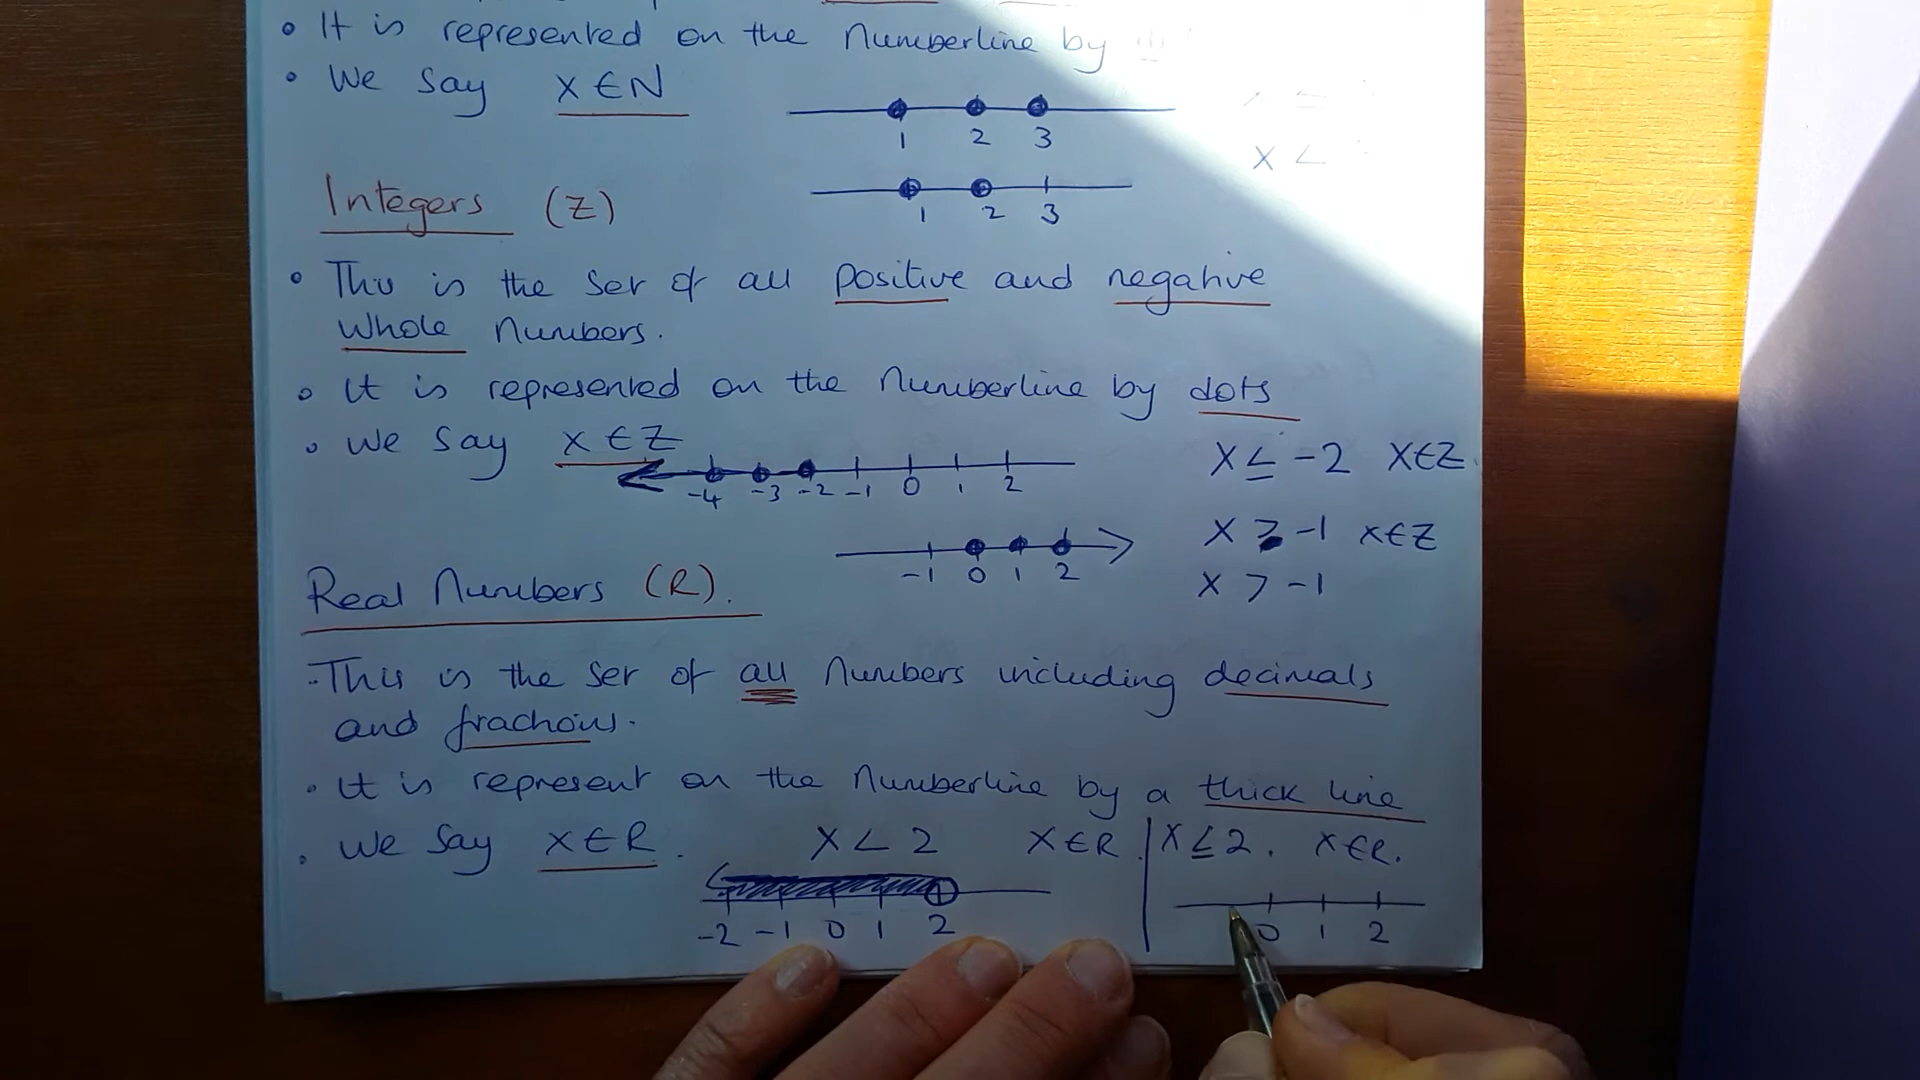 • It is represented on the Numberline by
• We say x ∈ N
1 2 3
x <
Integers (Z)
1 2 3
• This is the set of all positive and negative
whole numbers.
• It is represented on the Numberline by dots
• We say x ∈ Z
x ≤ -2 x ∈ Z.
-4 -3 -2 -1 0 1 2
x ≥ -1 x ∈ Z
-1 0 1 2
x > -1
Real Numbers (R).
- This is the set of all numbers including decimals
and fractions.
• It is represent on the Numberline by a thick line
• We say x ∈ R. x < 2 x ∈ R. x ≤ 2. x ∈ R.
-2 -1 0 1 2
0 1 2